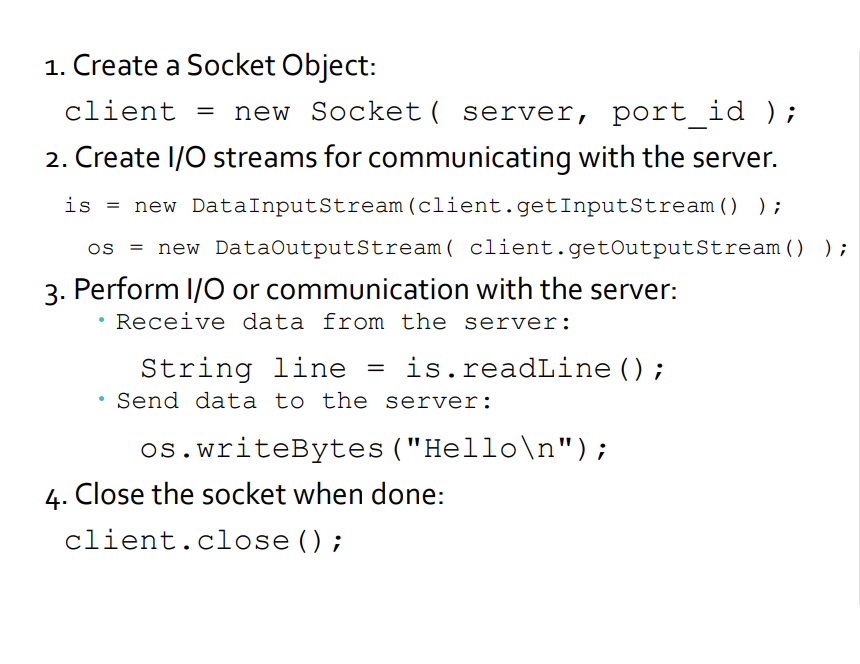 1. Create a Socket Object:
client = new Socket( server, port_id );
2. Create I/O streams for communicating with the server.
is = new DataInputStream(client.getInputStream() );
os = new DataOutputStream( client.getOutputStream() );
3. Perform I/O or communication with the server:
• Receive data from the server:
String line = is.readLine();
• Send data to the server:
os.writeBytes("Hello\n");
4. Close the socket when done:
client.close();